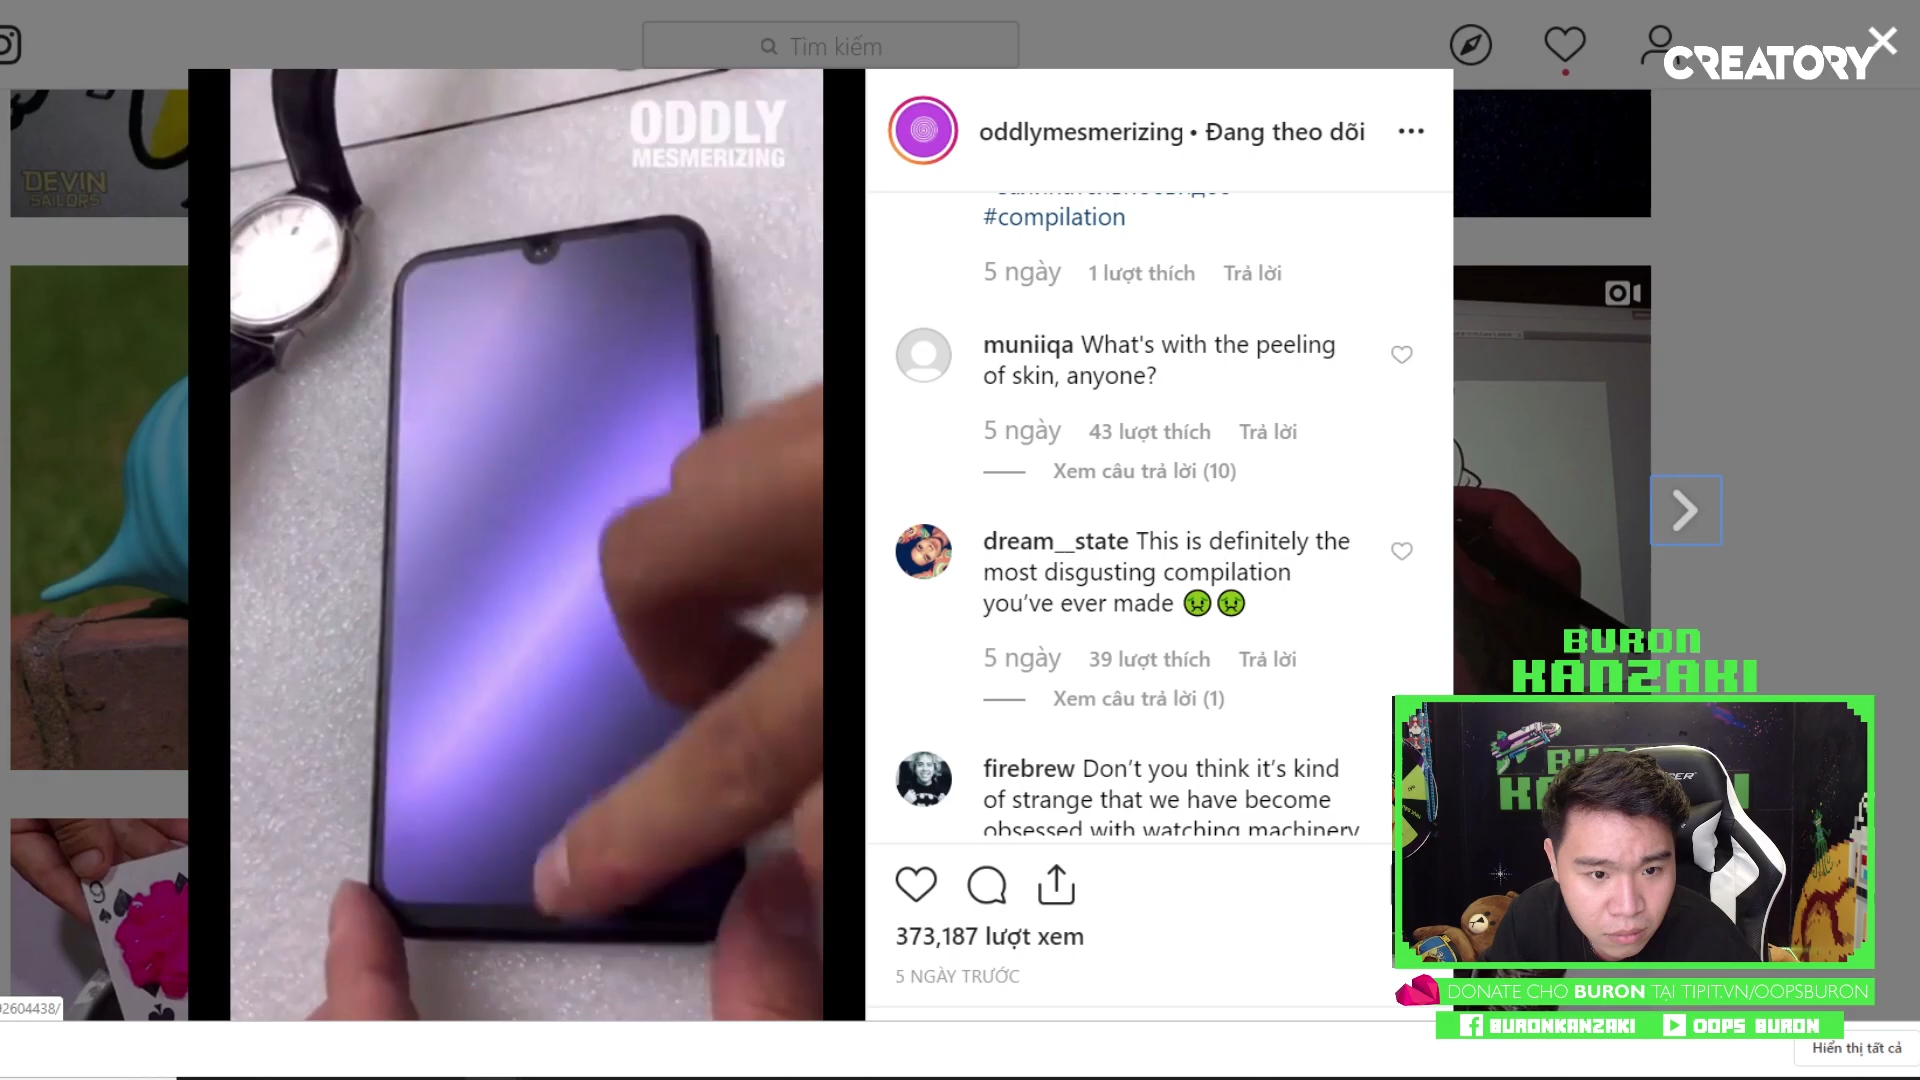 Tìm kiếm
CREATORY
DEVIN
SAILORS
ODDLY
MESMERIZING
oddlymesmerizing • Đang theo dõi
#compilation
5 ngày 1 lượt thích Trả lời
muniiqa What's with the peeling
of skin, anyone?
5 ngày 43 lượt thích Trả lời
Xem câu trả lời (10)
dream__state This is definitely the
most disgusting compilation
you’ve ever made 🤢🤢
5 ngày 39 lượt thích Trả lời
Xem câu trả lời (1)
firebrew Don’t you think it’s kind
of strange that we have become
obsessed with watching machinery
373,187 lượt xem
5 NGÀY TRƯỚC
92604438/
BURON
KANZAKI
DONATE CHO BURON TẠI TIPIT.VN/OOPSBURON
BURONKANZAKI OOPS BURON
Hiển thị tất cả